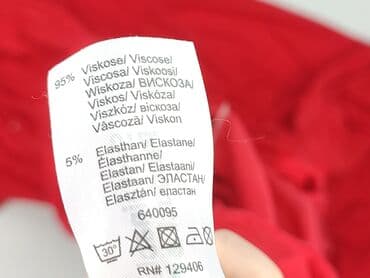 95% Viskose/ Viscose/
Viscosa/ Viskoosi/
Wiskoza/ ВИСКОЗА/
Viskos/ Viskóza/
Viszkóz/ віскоза/
Vâscoză/ Viskon
5% Elasthan/ Elastane/
Élasthanne/
Elastan/ Elastaani/
Elastaan/ ЭЛАСТАН/
Elasztán/ еластан
640095
30°
RN# 129406